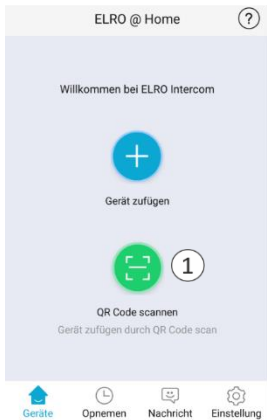 ELRO @ Home ?
Willkommen bei ELRO Intercom
Gerät zufügen
1
QR Code scannen
Gerät zufügen durch QR Code scan
Geräte Opnemen Nachricht Einstellung